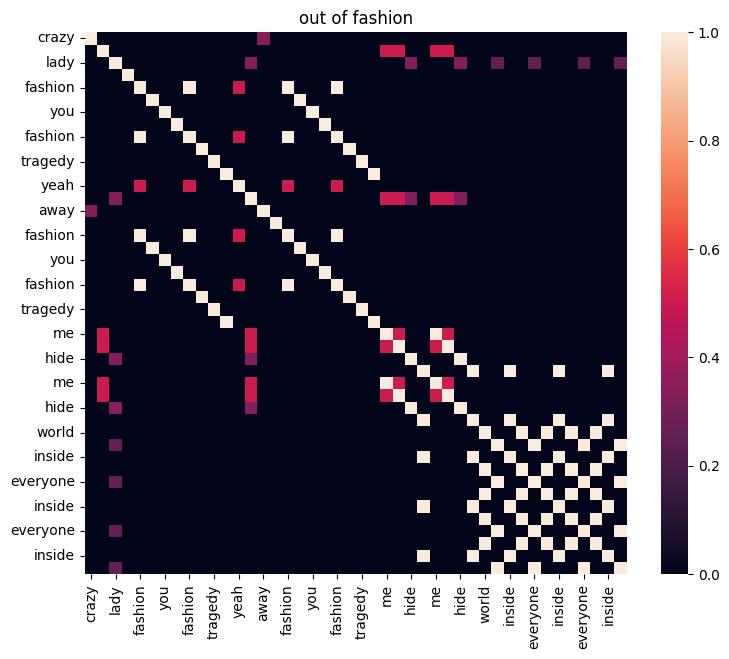 out of fashion
crazy
lady
fashion
you
fashion
tragedy
yeah
away
fashion
you
fashion
tragedy
me
hide
me
hide
world
inside
everyone
inside
everyone
inside
1.0
0.8
0.6
0.4
0.2
0.0
crazy
lady
fashion
you
fashion
tragedy
yeah
away
fashion
you
fashion
tragedy
me
hide
me
hide
world
inside
everyone
inside
everyone
inside